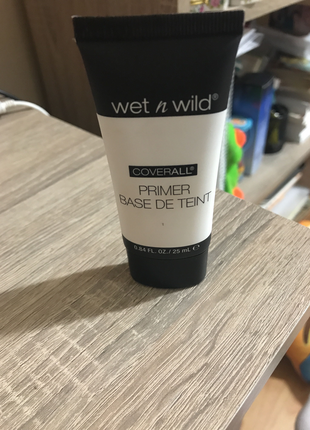 wet n wild®
COVERALL®
PRIMER
BASE DE TEINT
0.84 FL. OZ. / 25 mL ℮